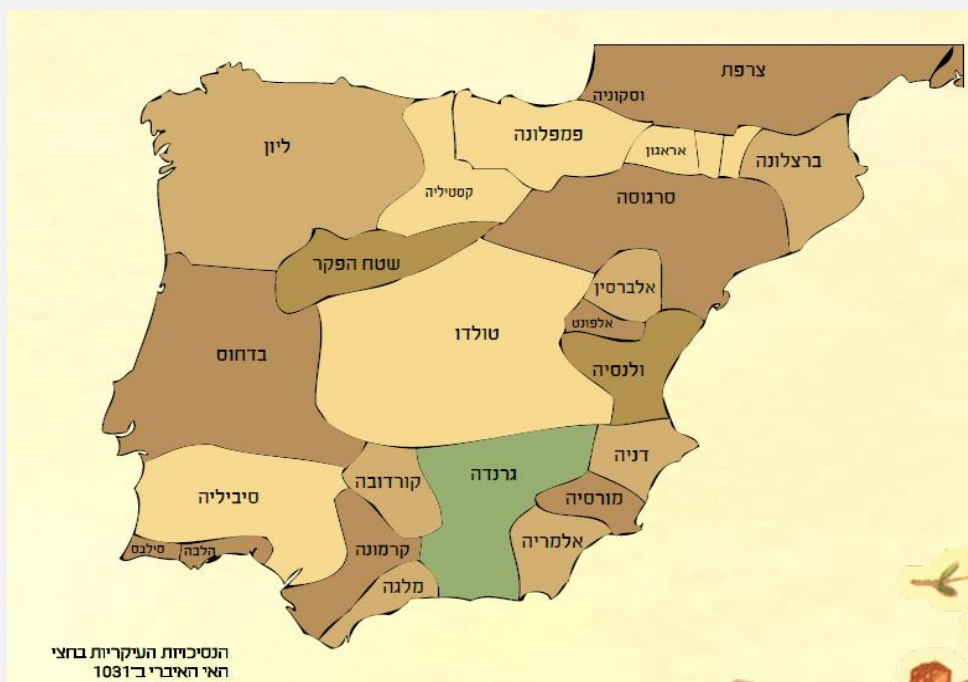 צרפת
וסקוניה
ליון
פמפלונה
אראגון
ברצלונה
קסטיליה
סרגוסה
שטח הפקר
אלברסין
אלפונט
טולדו
בדחוס
ולנסיה
דניה
גרנדה
קורדובה
סיביליה
מורסיה
אלמריה
קרמונה
הלבה
סילבס
מלגה
הנסיכויות העיקריות בחצי
האי האיברי ב־1031